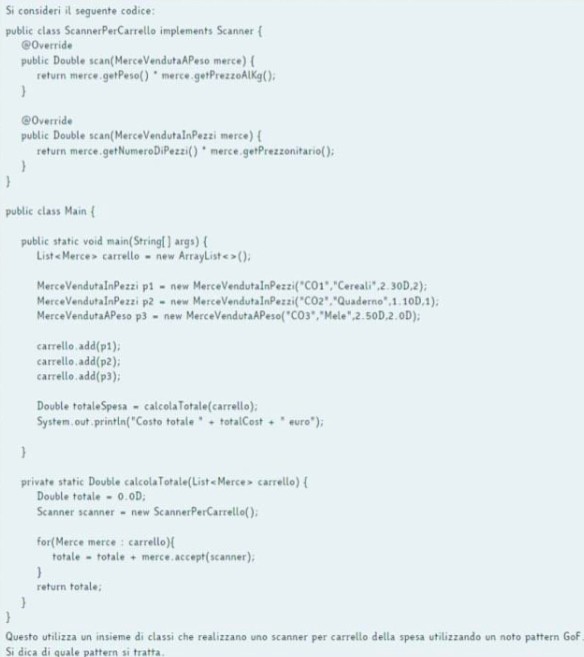 Si consideri il seguente codice:
public class ScannerPerCarrello implements Scanner {
@Override
public Double scan(MerceVendutaAPeso merce) {
return merce.getPeso() * merce.getPrezzoAlKg();
}
@Override
public Double scan(MerceVendutaInPezzi merce) {
return merce.getNumeroDiPezzi() * merce.getPrezzonitario();
}
}
public class Main {
public static void main(String[] args) {
List<Merce> carrello = new ArrayList<>();
MerceVendutaInPezzi p1 = new MerceVendutaInPezzi("CO1","Cereali",2.30D,2);
MerceVendutaInPezzi p2 = new MerceVendutaInPezzi("CO2","Quaderno",1.10D,1);
MerceVendutaAPeso p3 = new MerceVendutaAPeso("CO3","Mele",2.50D,2.0D);
carrello.add(p1);
carrello.add(p2);
carrello.add(p3);
Double totaleSpesa = calcolaTotale(carrello);
System.out.println("Costo totale " + totalCost + " euro");
}
private static Double calcolaTotale(List<Merce> carrello) {
Double totale = 0.0D;
Scanner scanner = new ScannerPerCarrello();
for(Merce merce : carrello){
totale = totale + merce.accept(scanner);
}
return totale;
}
}
Questo utilizza un insieme di classi che realizzano uno scanner per carrello della spesa utilizzando un noto pattern GoF.
Si dica di quale pattern si tratta.